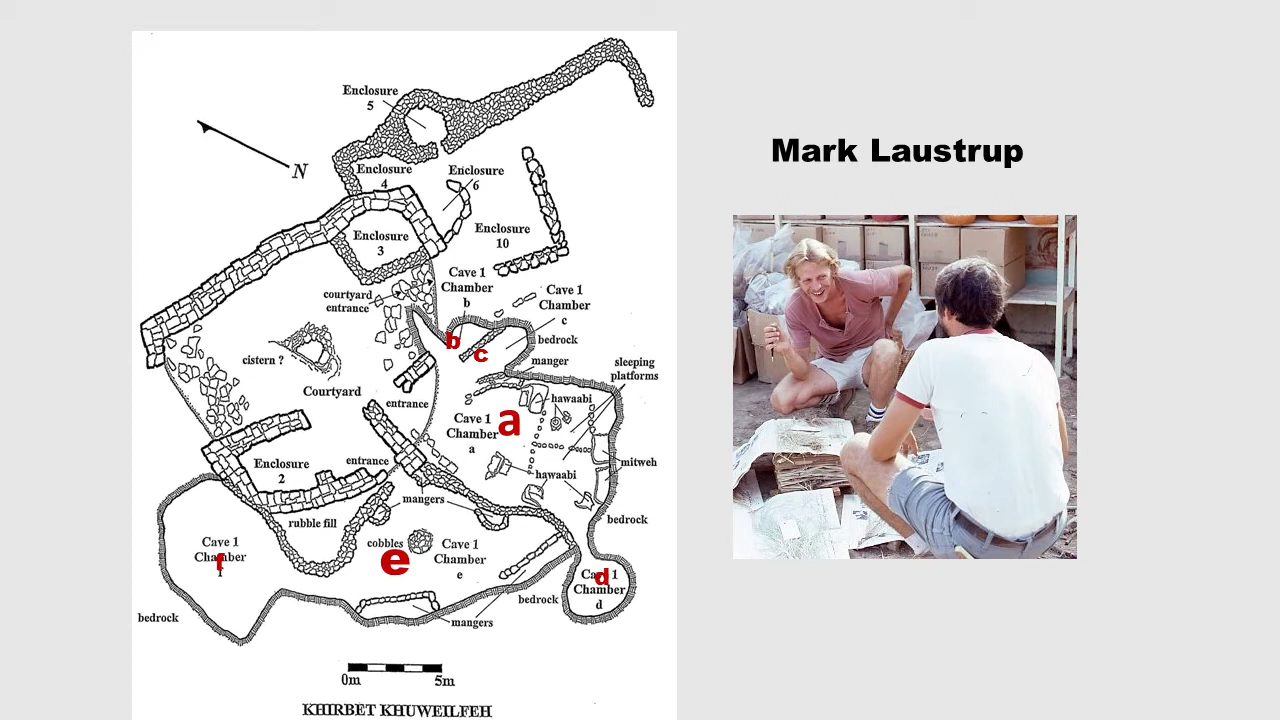 Enclosure
5
N
Enclosure
4
Enclosure
6
Enclosure
3
Enclosure
10
courtyard
entrance
Cave 1
Chamber
b
Cave 1
Chamber
c
b
c
bedrock
manger
sleeping
platforms
cistern ?
Courtyard
entrance
hawaabi
Cave 1
Chamber
a
a
Enclosure
2
entrance
hawaabi
mitweh
mangers
rubble fill
bedrock
Cave 1
Chamber
f
cobbles
e
Cave 1
Chamber
e
Cave 1
Chamber
d
d
bedrock
bedrock
mangers
0m 5m
KHIRBET KHUWEILFEH
Mark Laustrup